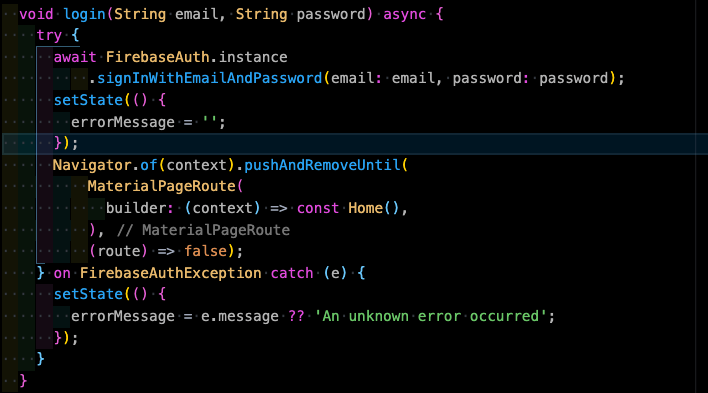 void login(String email, String password) async {
try {
await FirebaseAuth.instance
.signInWithEmailAndPassword(email: email, password: password);
setState(() {
errorMessage = '';
});
Navigator.of(context).pushAndRemoveUntil(
MaterialPageRoute(
builder: (context) => const Home(),
), // MaterialPageRoute
(route) => false);
} on FirebaseAuthException catch (e) {
setState(() {
errorMessage = e.message ?? 'An unknown error occurred';
});
}
}